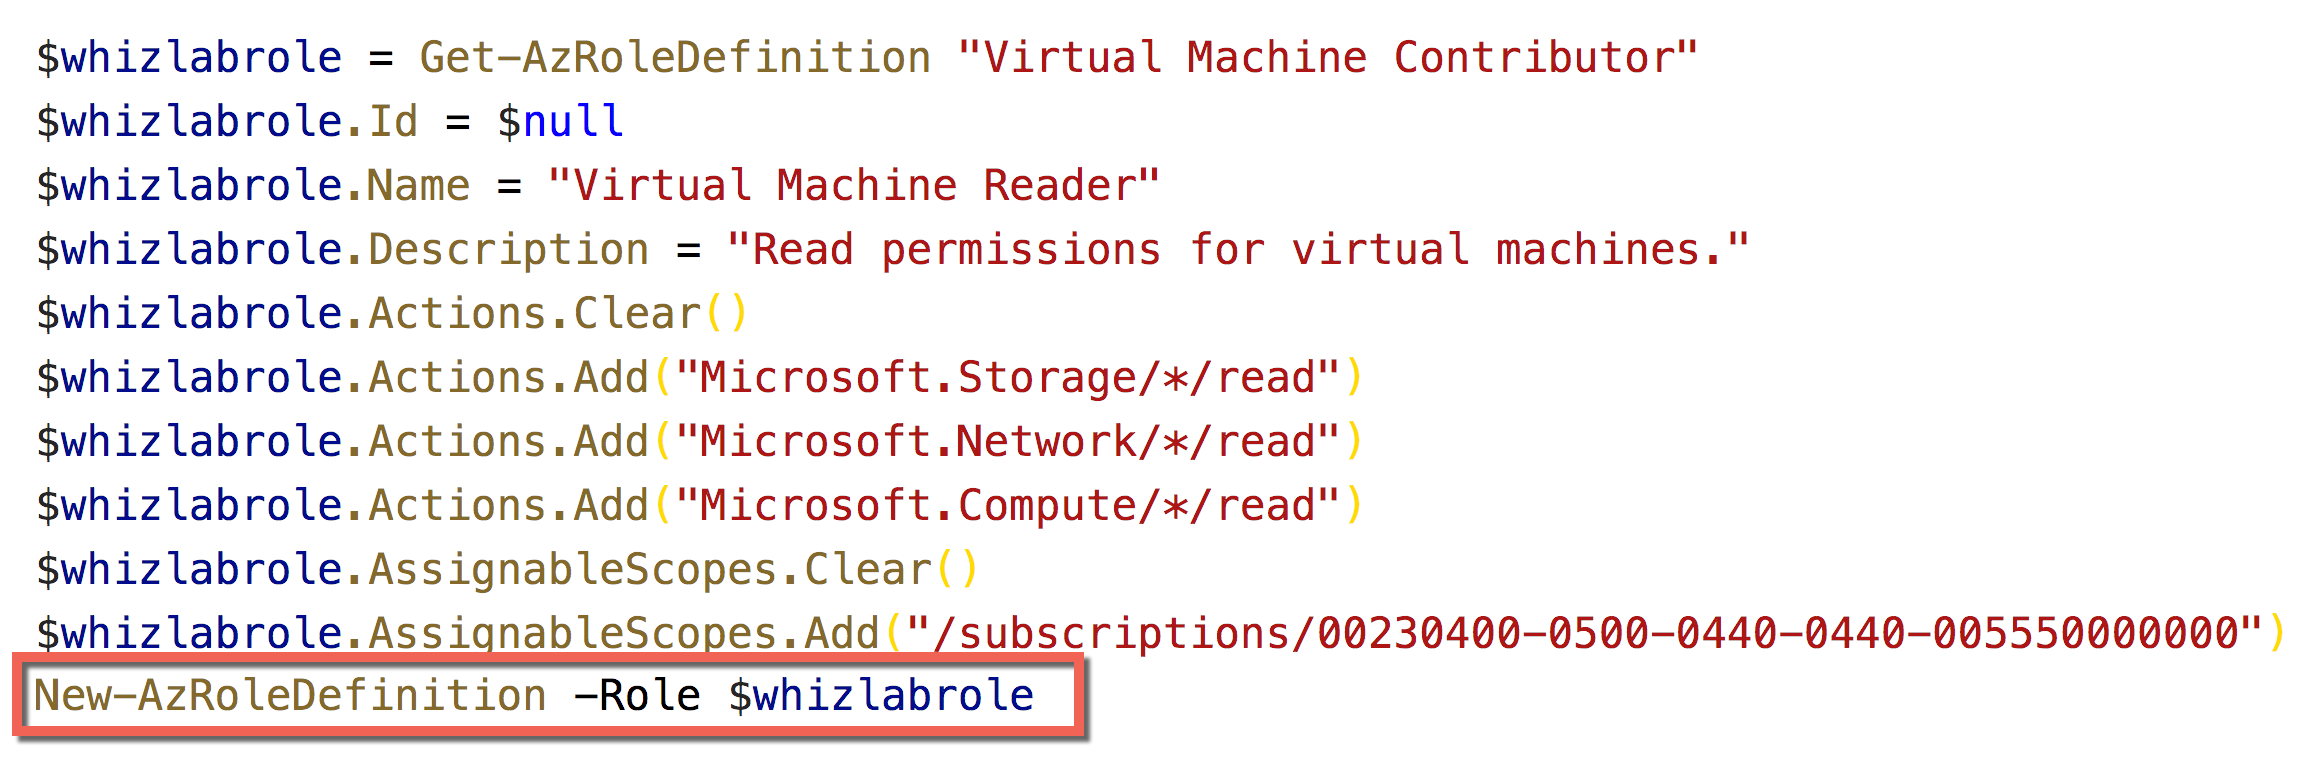 $whizlabrole = Get-AzRoleDefinition "Virtual Machine Contributor"
$whizlabrole.Id = $null
$whizlabrole.Name = "Virtual Machine Reader"
$whizlabrole.Description = "Read permissions for virtual machines."
$whizlabrole.Actions.Clear()
$whizlabrole.Actions.Add("Microsoft.Storage/*/read")
$whizlabrole.Actions.Add("Microsoft.Network/*/read")
$whizlabrole.Actions.Add("Microsoft.Compute/*/read")
$whizlabrole.AssignableScopes.Clear()
$whizlabrole.AssignableScopes.Add("/subscriptions/00230400-0500-0440-0440-005550000000")
New-AzRoleDefinition -Role $whizlabrole